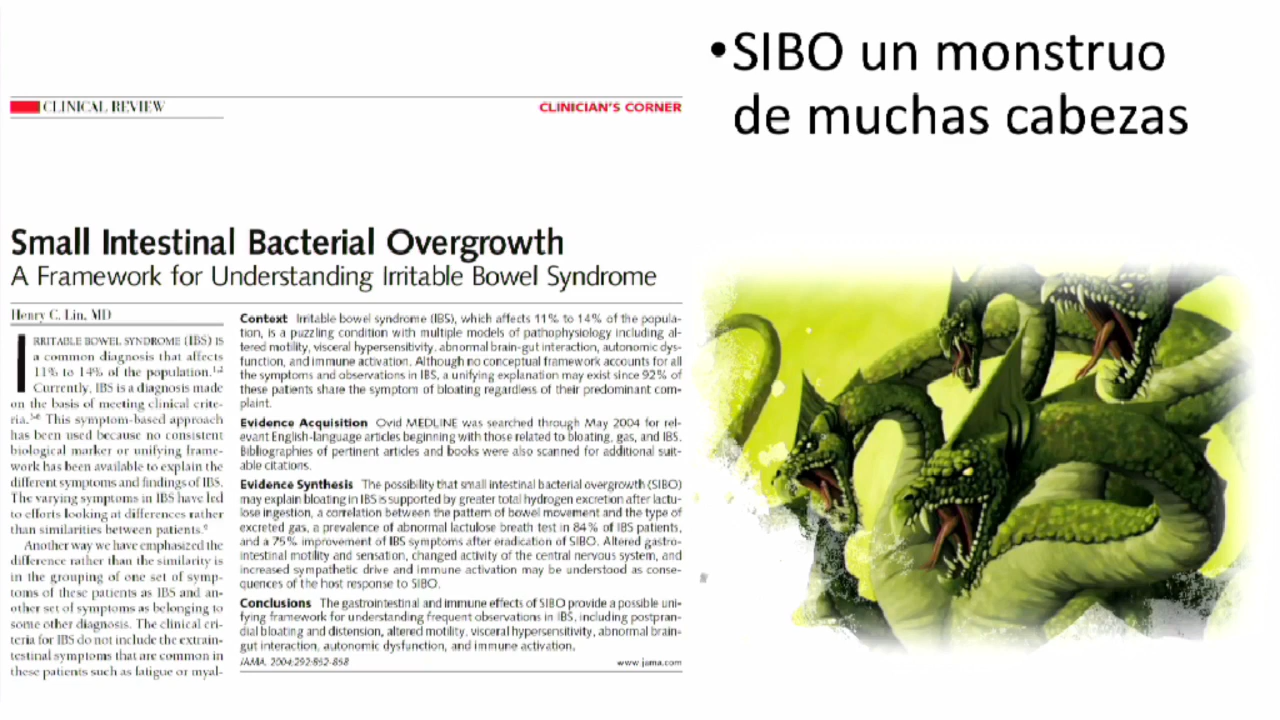 CLINICAL REVIEW
CLINICIAN'S CORNER
Small Intestinal Bacterial Overgrowth
A Framework for Understanding Irritable Bowel Syndrome
Henry C. Lin, MD
IRRITABLE BOWEL SYNDROME (IBS) IS
a common diagnosis that affects
11% to 14% of the population.1,2
Currently, IBS is a diagnosis made
on the basis of meeting clinical crite-
ria. This symptom-based approach
has been used because no consistent
biological marker or unifying frame-
work has been available to explain the
different symptoms and findings of IBS.
The varying symptoms in IBS have led
to efforts looking at differences rather
than similarities between patients.
Another way we have emphasized the
difference rather than the similarity is
in the grouping of one set of symp-
toms of these patients as IBS and an-
other set of symptoms as belonging to
some other diagnosis. The clinical cri-
teria for IBS do not include the extrain-
testinal symptoms that are common in
these patients such as fatigue or myal-
Context Irritable bowel syndrome (IBS), which affects 11% to 14% of the popula-
tion, is a puzzling condition with multiple models of pathophysiology including al-
tered motility, visceral hypersensitivity, abnormal brain-gut interaction, autonomic dys-
function, and immune activation. Although no conceptual framework accounts for all
the symptoms and observations in IBS, a unifying explanation may exist since 92% of
these patients share the symptom of bloating regardless of their predominant com-
plaint.
Evidence Acquisition Ovid MEDLINE was searched through May 2004 for rel-
evant English-language articles beginning with those related to bloating, gas, and IBS.
Bibliographies of pertinent articles and books were also scanned for additional suit-
able citations.
Evidence Synthesis The possibility that small intestinal bacterial overgrowth (SIBO)
may explain bloating in IBS is supported by greater total hydrogen excretion after lactu-
lose ingestion, a correlation between the pattern of bowel movement and the type of
excreted gas, a prevalence of abnormal lactulose breath test in 84% of IBS patients,
and a 75% improvement of IBS symptoms after eradication of SIBO. Altered gastro-
intestinal motility and sensation, changed activity of the central nervous system, and
increased sympathetic drive and immune activation may be understood as conse-
quences of the host response to SIBO.
Conclusions The gastrointestinal and immune effects of SIBO provide a possible uni-
fying framework for understanding frequent observations in IBS, including postpran-
dial bloating and distension, altered motility, visceral hypersensitivity, abnormal brain-
gut interaction, autonomic dysfunction, and immune activation.
JAMA. 2004;292:852-858
www.jama.com
•SIBO un monstruo
de muchas cabezas